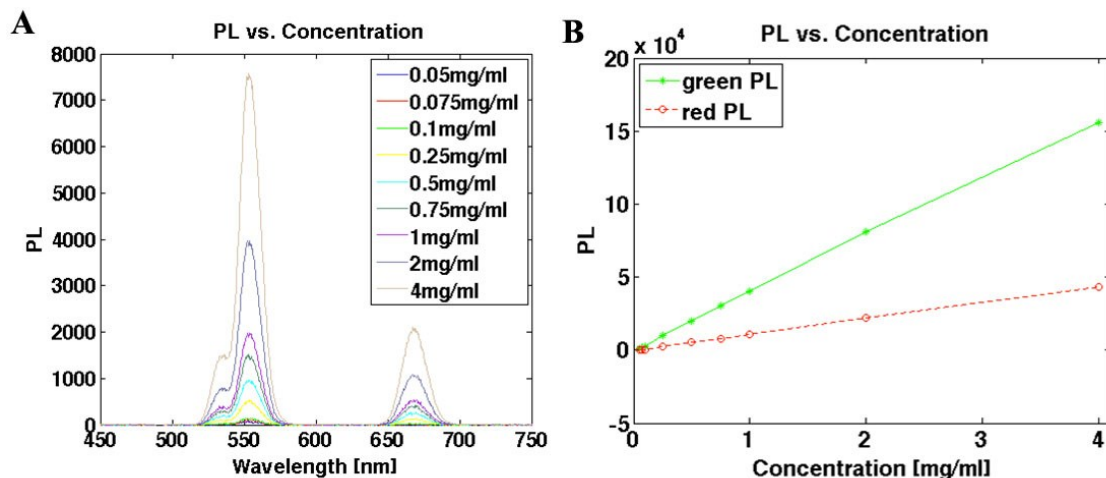 A
PL vs. Concentration
8000
7000
6000
5000
4000
3000
2000
1000
0
PL
0.05mg/ml
0.075mg/ml
0.1mg/ml
0.25mg/ml
0.5mg/ml
0.75mg/ml
1mg/ml
2mg/ml
4mg/ml
450 500 550 600 650 700 750
Wavelength [nm]
B
PL vs. Concentration
x 10^4
20
15
10
5
0
-5
PL
green PL
red PL
0 1 2 3 4
Concentration [mg/ml]